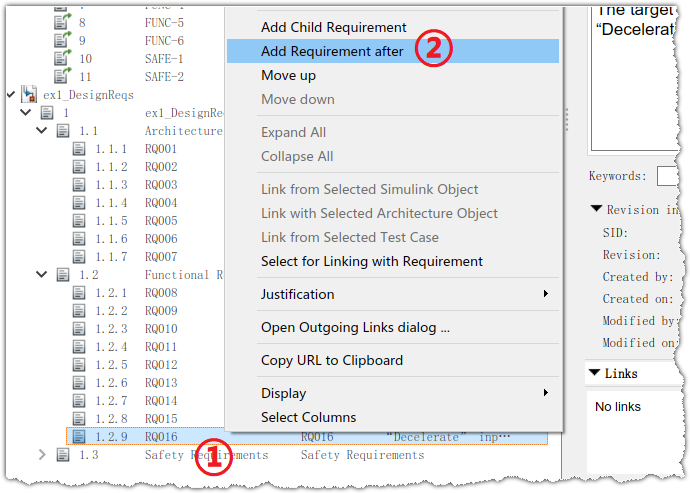 7 FUNC-4
8 FUNC-5
9 FUNC-6
10 SAFE-1
11 SAFE-2
ex1_DesignReqs
1 ex1_DesignReq
1.1 Architecture
1.1.1 RQ001
1.1.2 RQ002
1.1.3 RQ003
1.1.4 RQ004
1.1.5 RQ005
1.1.6 RQ006
1.1.7 RQ007
1.2 Functional R
1.2.1 RQ008
1.2.2 RQ009
1.2.3 RQ010
1.2.4 RQ011
1.2.5 RQ012
1.2.6 RQ013
1.2.7 RQ014
1.2.8 RQ015
1.2.9 RQ016 RQ016 “Decelerate” inp…
1.3 Safety Requirements Safety Requirements
①
Add Child Requirement
Add Requirement after
②
Move up
Move down
Expand All
Collapse All
Link from Selected Simulink Object
Link with Selected Architecture Object
Link from Selected Test Case
Select for Linking with Requirement
Justification
Open Outgoing Links dialog ...
Copy URL to Clipboard
Display
Select Columns
The target
“Decelerat
Keywords:
Revision in
SID:
Revision:
Created by:
Created on:
Modified by:
Modified on:
Links
No links